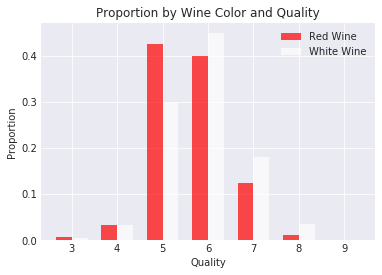 Proportion by Wine Color and Quality
Red Wine
White Wine
0.4
0.3
0.2
0.1
0.0
Proportion
3 4 5 6 7 8 9
Quality